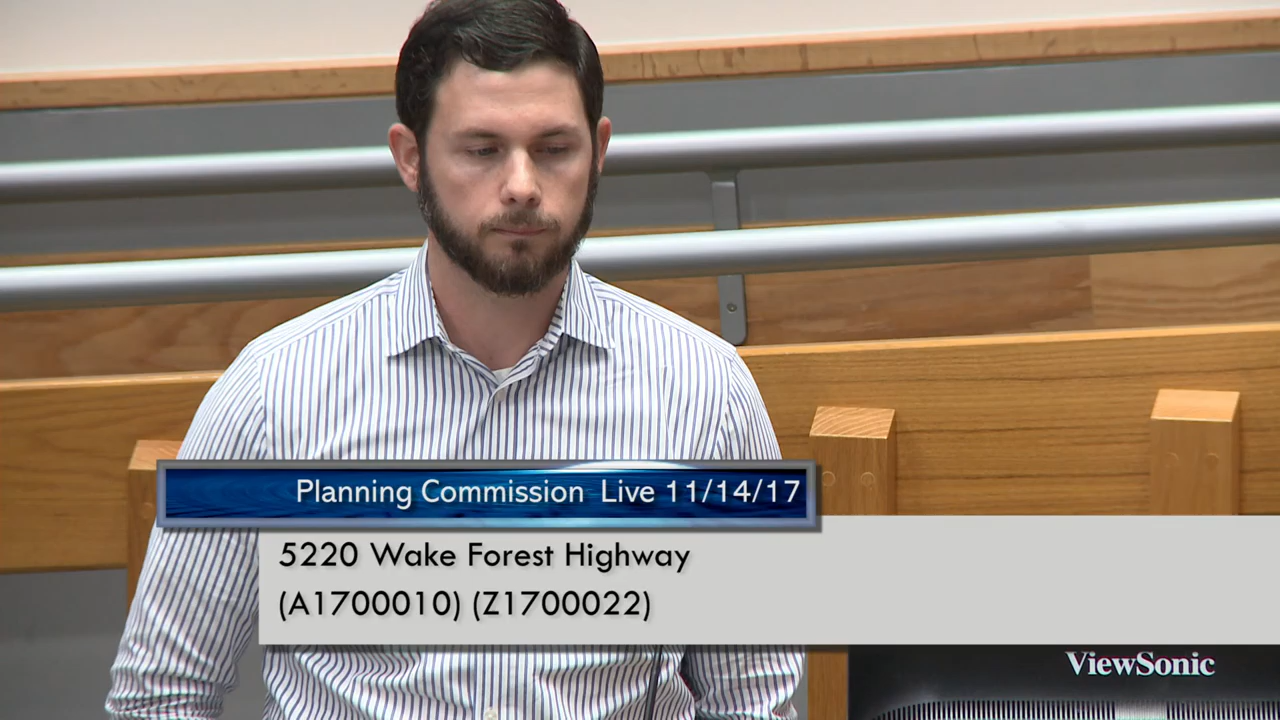 Planning Commission Live 11/14/17
5220 Wake Forest Highway
(A1700010) (Z1700022)
ViewSonic